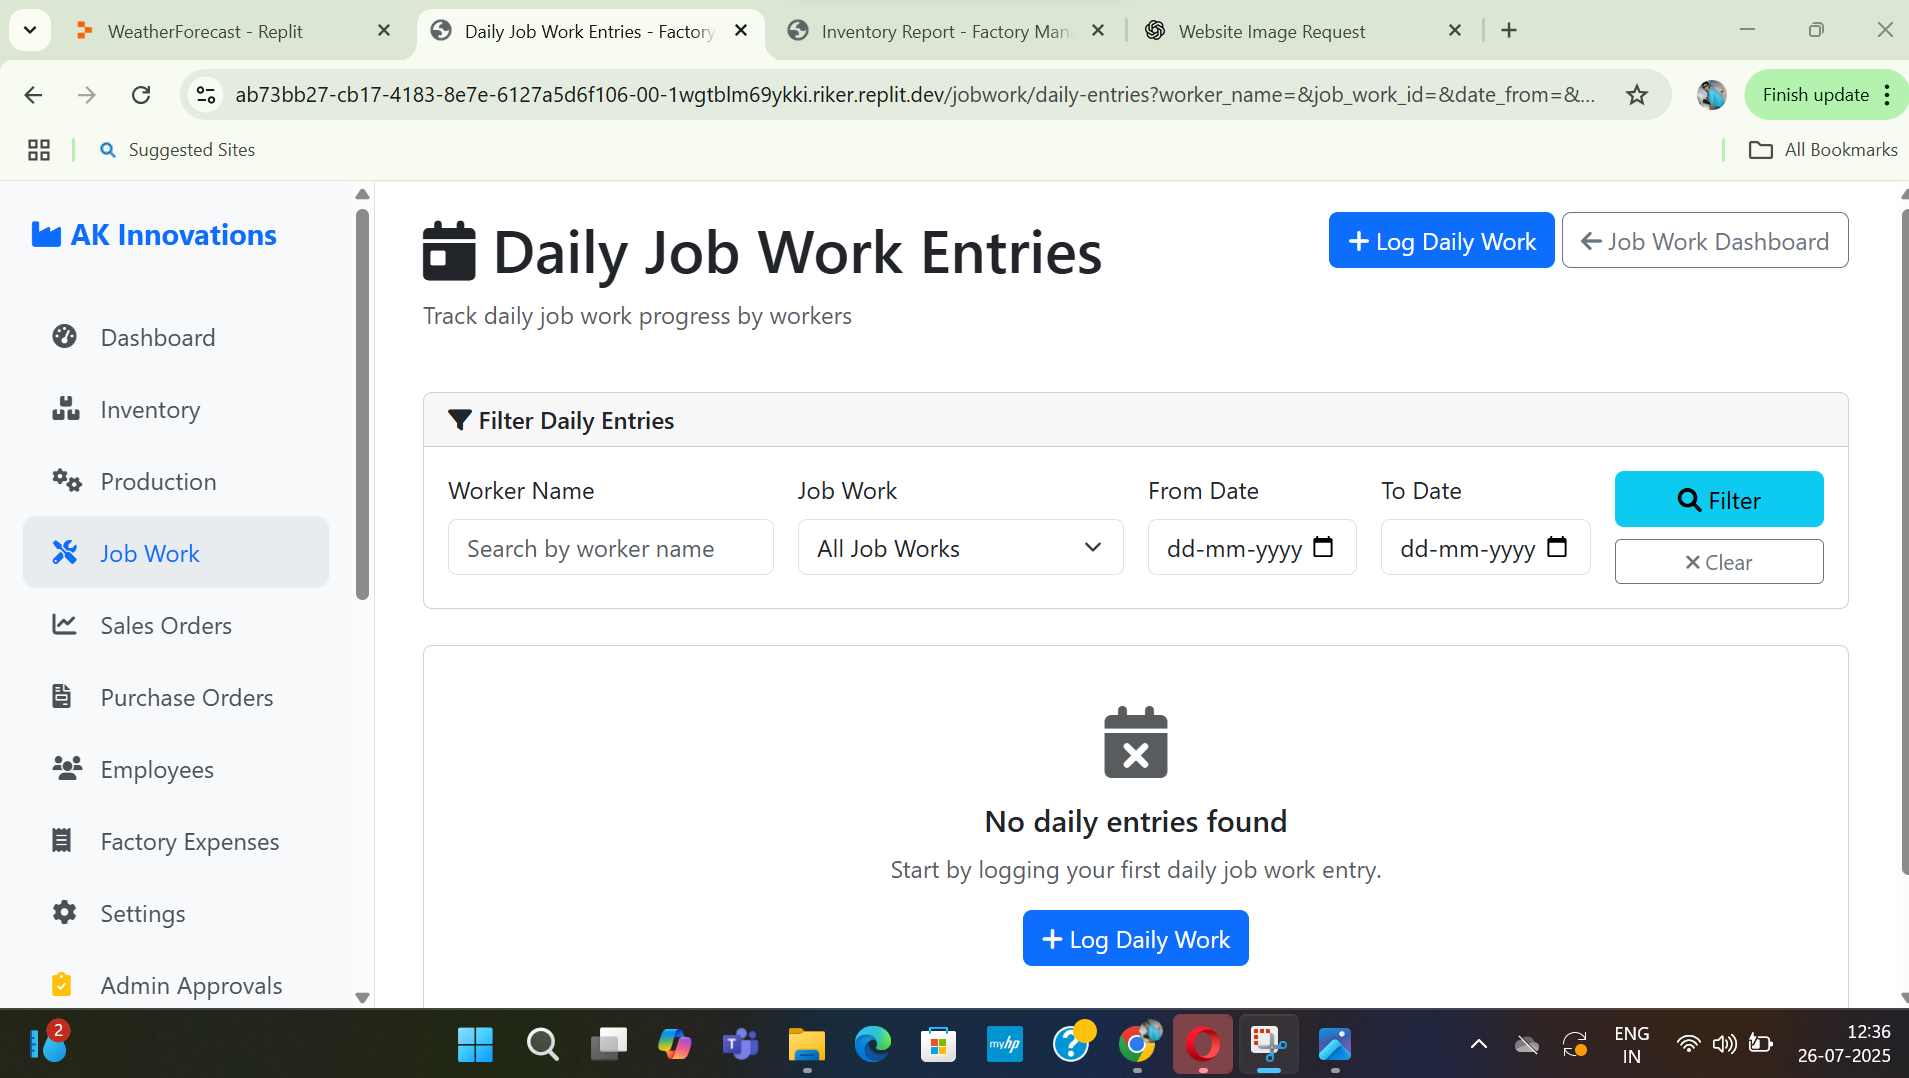 WeatherForecast - Replit
Daily Job Work Entries - Factory
Inventory Report - Factory Man
Website Image Request
ab73bb27-cb17-4183-8e7e-6127a5d6f106-00-1wgtblm69ykki.riker.replit.dev/jobwork/daily-entries?worker_name=&job_work_id=&date_from=&...
Finish update
Suggested Sites
All Bookmarks
AK Innovations
Dashboard
Inventory
Production
Job Work
Sales Orders
Purchase Orders
Employees
Factory Expenses
Settings
Admin Approvals
Daily Job Work Entries
Track daily job work progress by workers
Log Daily Work
Job Work Dashboard
Filter Daily Entries
Worker Name
Job Work
From Date
To Date
Search by worker name
All Job Works
dd-mm-yyyy
dd-mm-yyyy
Filter
Clear
No daily entries found
Start by logging your first daily job work entry.
Log Daily Work
2
myhp
ENG
IN
12:36
26-07-2025